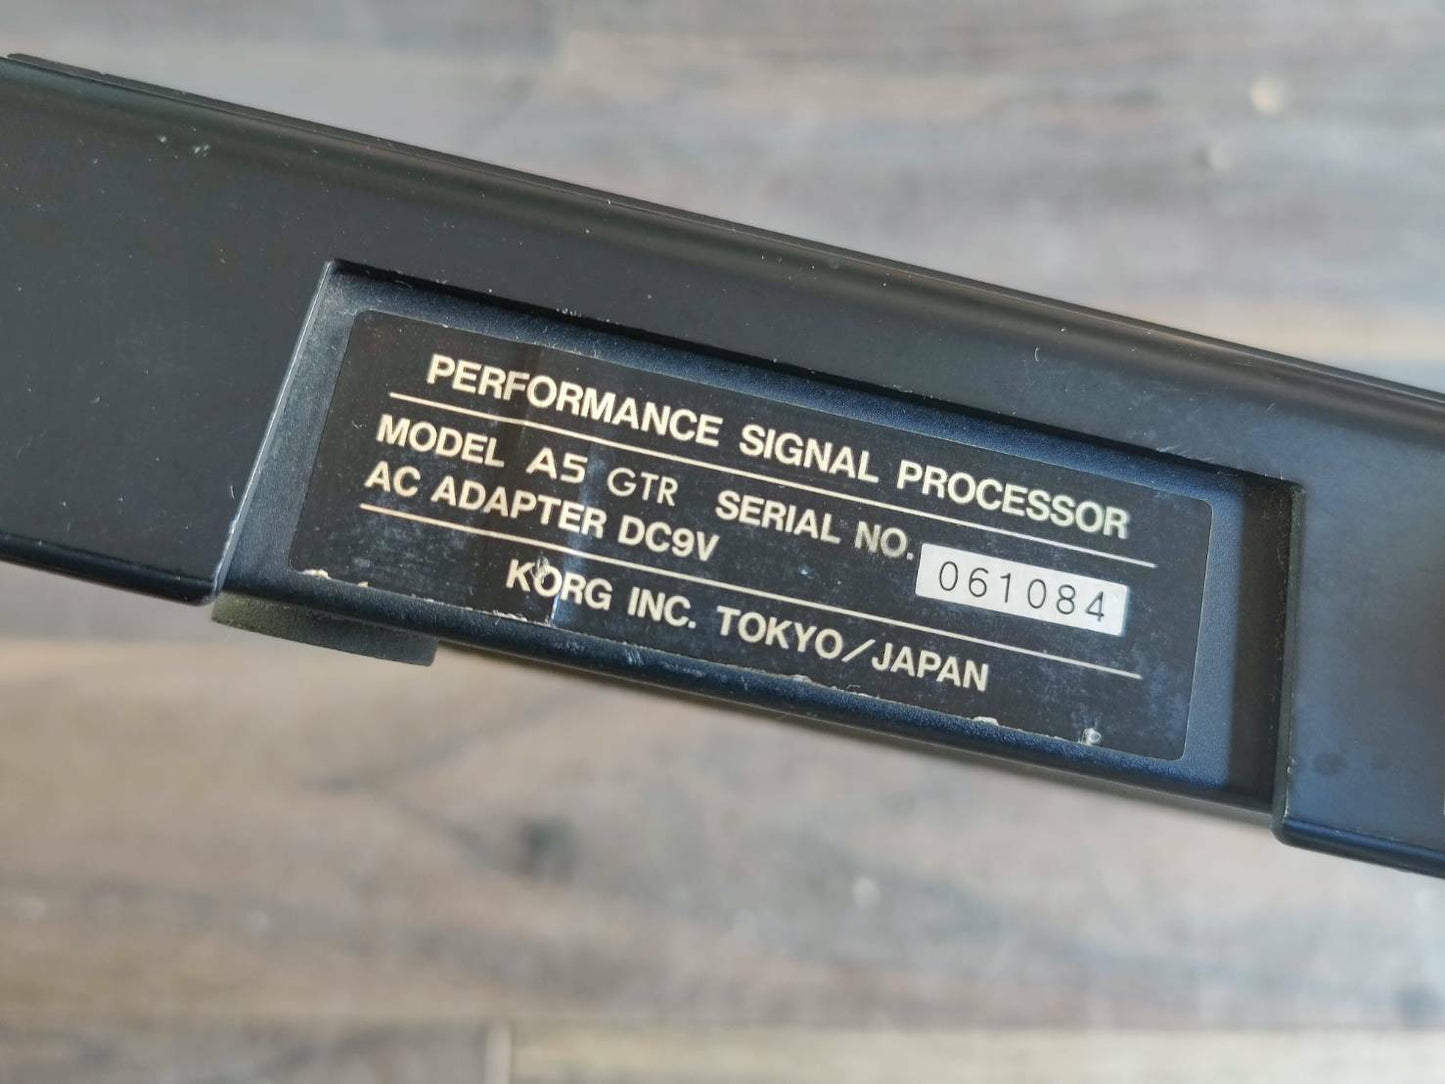 PERFORMANCE SIGNAL PROCESSOR
MODEL A5 GTR SERIAL NO. 061084
AC ADAPTER DC9V
KORG INC. TOKYO/JAPAN